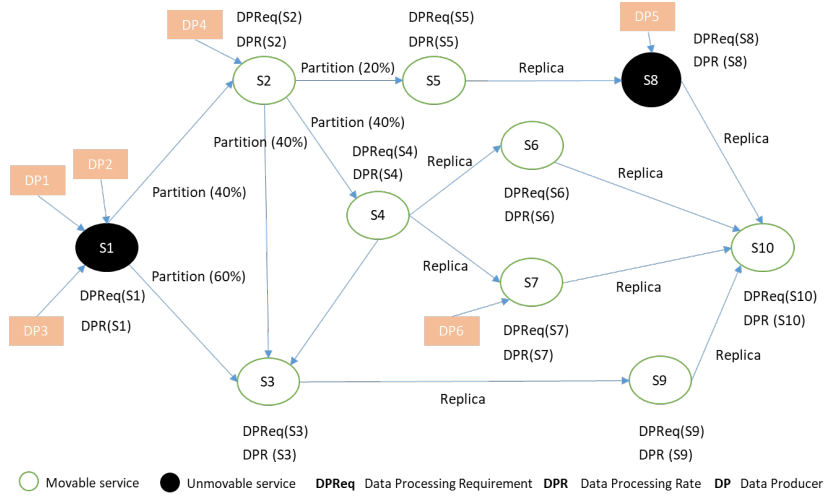 DP4
DPReq(S2)
DPR(S2)
DPReq(S5)
DPR(S5)
DP5
DPReq(S8)
DPR (S8)
S2
Partition (20%)
S5
Replica
S8
Partition (40%)
Partition (40%)
Replica
DP1
DP2
Partition (40%)
DPReq(S4)
DPR(S4)
Replica
S6
Replica
DPReq(S6)
DPR(S6)
S4
S1
S10
Partition (60%)
Replica
S7
Replica
DPReq(S1)
DPR(S1)
DP3
DP6
DPReq(S7)
DPR(S7)
DPReq(S10)
DPR (S10)
Replica
S3
S9
Replica
DPReq(S3)
DPR (S3)
DPReq(S9)
DPR (S9)
Movable service
Unmovable service
DPReq Data Processing Requirement
DPR Data Processing Rate
DP Data Producer